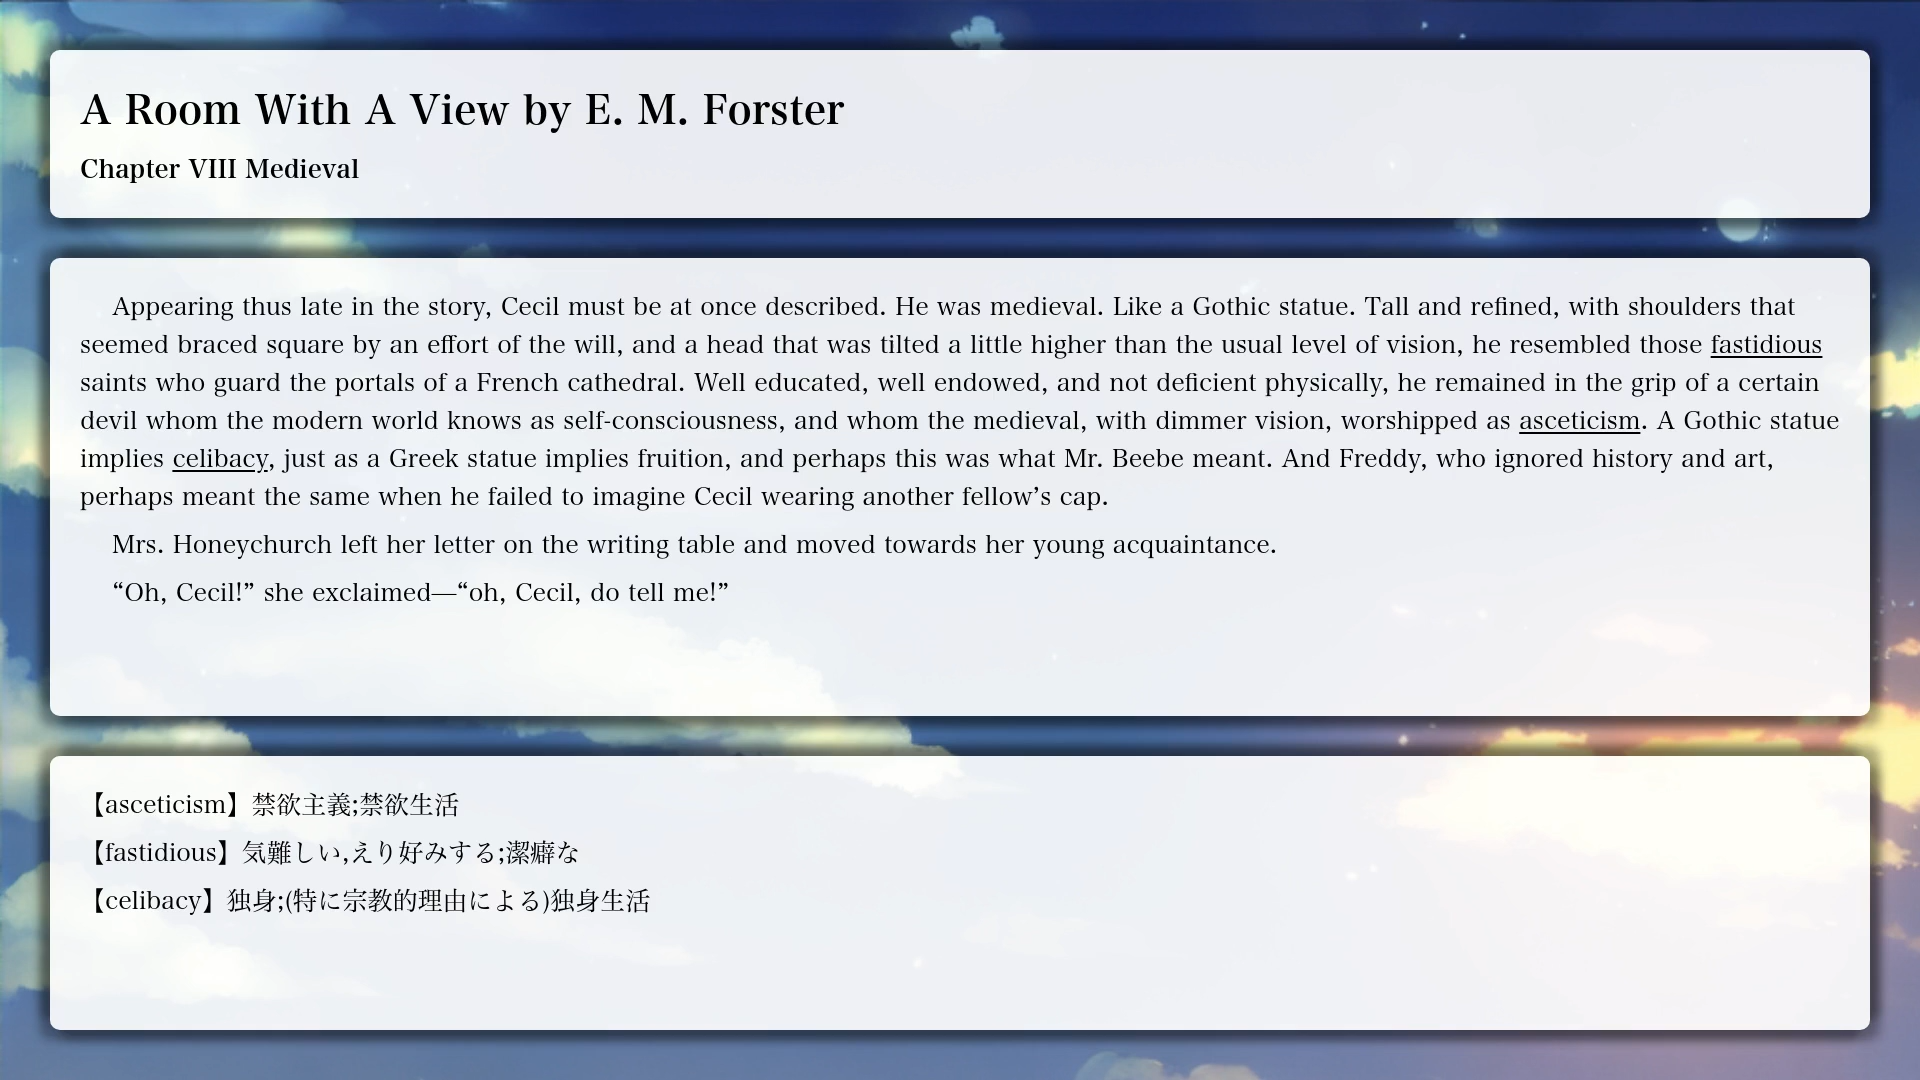 A Room With A View by E. M. Forster
Chapter VIII Medieval
Appearing thus late in the story, Cecil must be at once described. He was medieval. Like a Gothic statue. Tall and refined, with shoulders that
seemed braced square by an effort of the will, and a head that was tilted a little higher than the usual level of vision, he resembled those fastidious
saints who guard the portals of a French cathedral. Well educated, well endowed, and not deficient physically, he remained in the grip of a certain
devil whom the modern world knows as self-consciousness, and whom the medieval, with dimmer vision, worshipped as asceticism. A Gothic statue
implies celibacy, just as a Greek statue implies fruition, and perhaps this was what Mr. Beebe meant. And Freddy, who ignored history and art,
perhaps meant the same when he failed to imagine Cecil wearing another fellow’s cap.
Mrs. Honeychurch left her letter on the writing table and moved towards her young acquaintance.
“Oh, Cecil!” she exclaimed—“oh, Cecil, do tell me!”
【asceticism】禁欲主義;禁欲生活
【fastidious】気難しい,えり好みする;潔癖な
【celibacy】独身;(特に宗教的理由による)独身生活